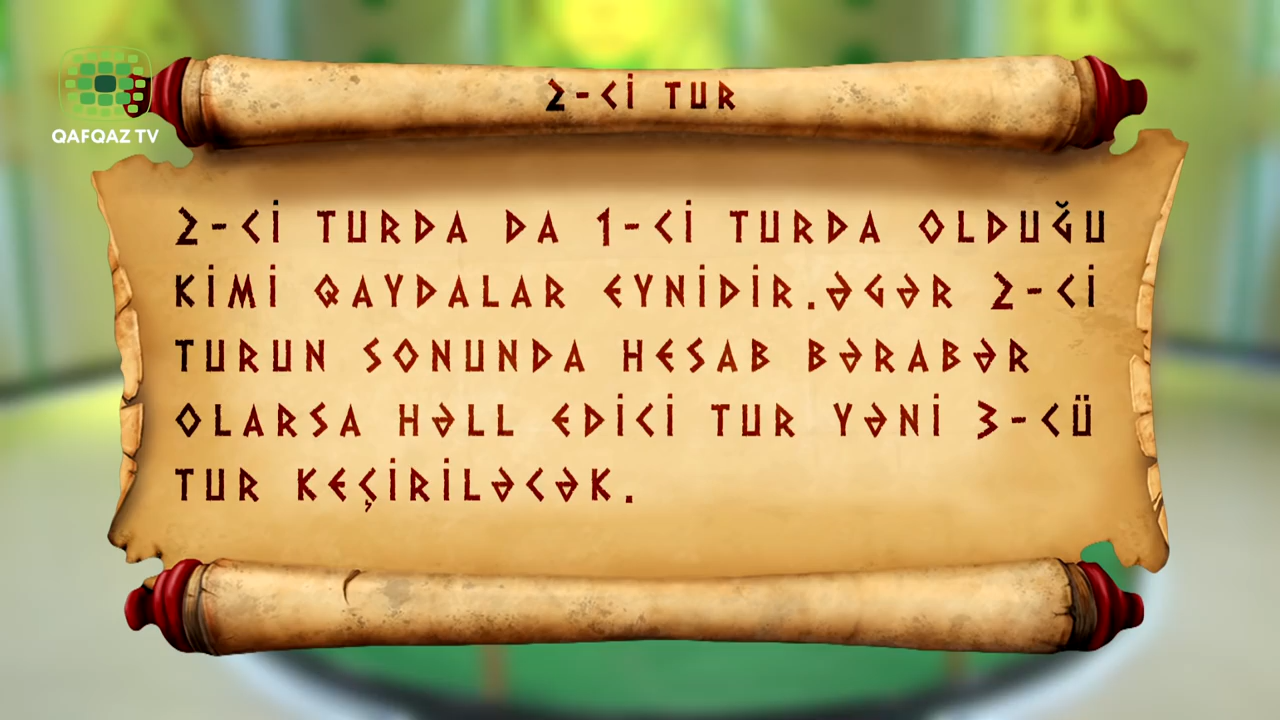 QAFQAZ TV
2-Cİ TUR
2-Cİ TURDA DA 1-Cİ TURDA OLDUĞU
KİMİ QAYDALAR EYNİDİR.ƏGƏR 2-Cİ
TURUN SONUNDA HESAB BƏRABƏR
OLARSA HƏLL EDİCİ TUR YƏNİ 3-CÜ
TUR KEÇİRİLƏCƏK.